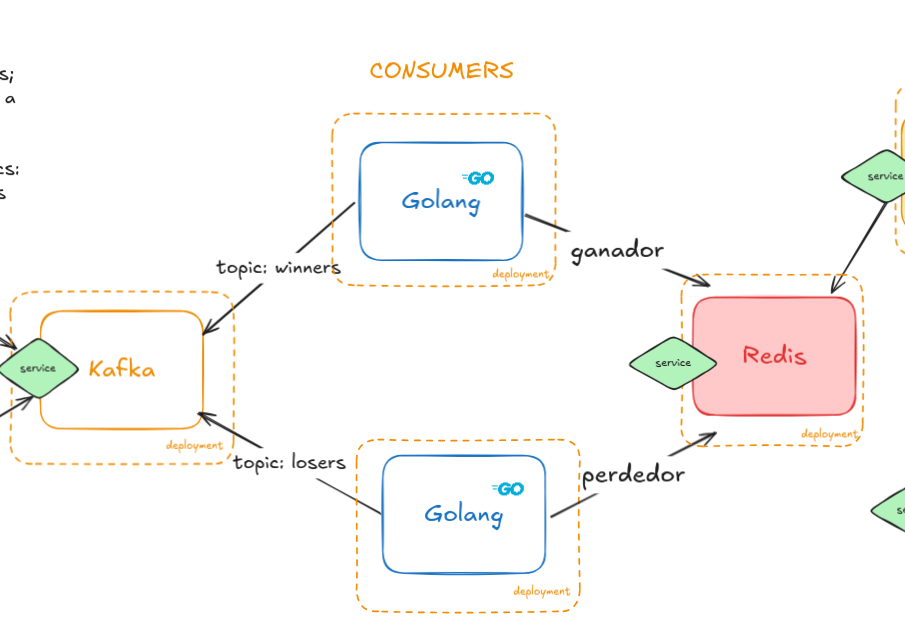 s;
a
cs:
s
CONSUMERS
GO
Golang
deployment
service
topic: winners
ganador
service
Kafka
deployment
service
Redis
deployment
topic: losers
perdedor
GO
Golang
deployment